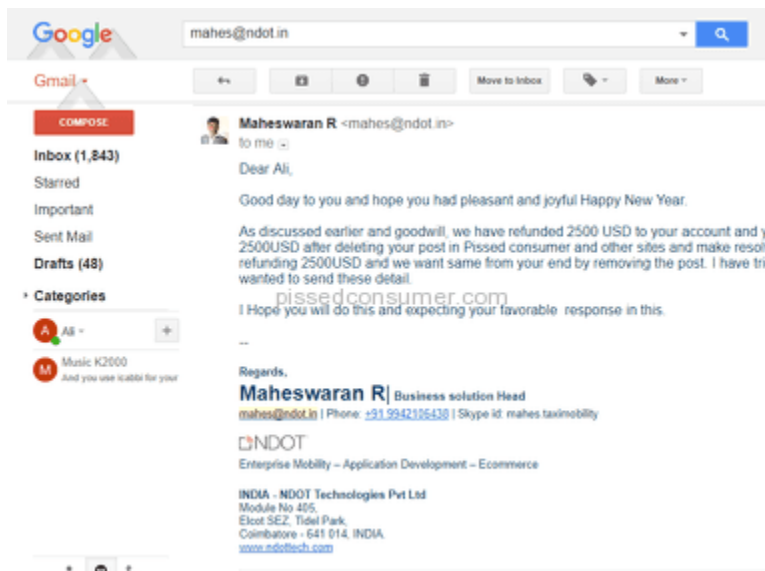 Google
mahes@ndot.in
Gmail
Move to Inbox
More
COMPOSE
Inbox (1,843)
Starred
Important
Sent Mail
Drafts (48)
Categories
Ali
Music K2000
And you use icabbi for your
Maheswaran R <mahes@ndot.in>
to me
Dear Ali,
Good day to you and hope you had pleasant and joyful Happy New Year.
As discussed earlier and goodwill, we have refunded 2500 USD to your account and y
2500USD after deleting your post in Pissed consumer and other sites and make resol
refunding 2500USD and we want same from your end by removing the post. I have tri
wanted to send these detail.
pissedconsumer.com
I Hope you will do this and expecting your favorable response in this.
--
Regards,
Maheswaran R| Business solution Head
mahes@ndot.in | Phone: +91 9942106438 | Skype id: mahes.taximobility
NDOT
Enterprise Mobility – Application Development – Ecommerce
INDIA - NDOT Technologies Pvt Ltd
Module No 405,
Elcot SEZ, Tidel Park,
Coimbatore - 641 014, INDIA.
www.ndottech.com
A
M